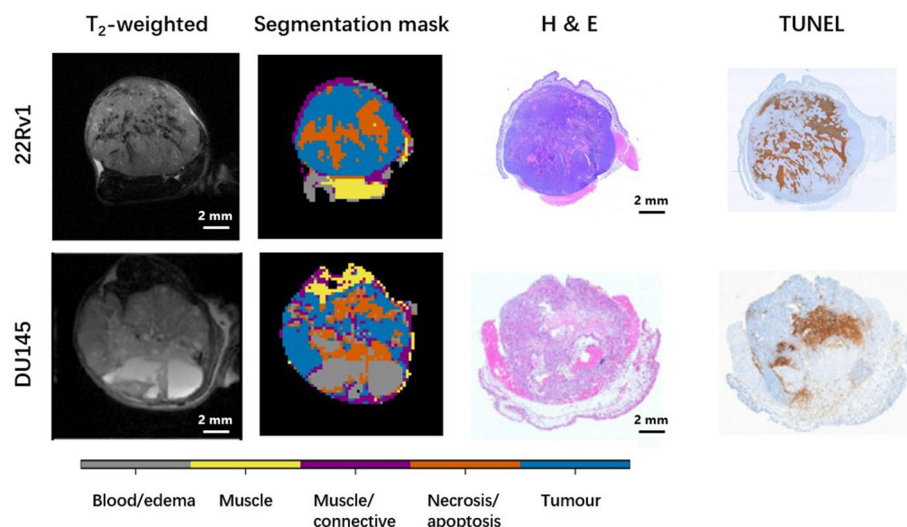 T₂-weighted Segmentation mask H & E TUNEL
22Rv1
2 mm 2 mm
DU145
2 mm 2 mm
Blood/edema Muscle Muscle/ Necrosis/ Tumour
connective apoptosis